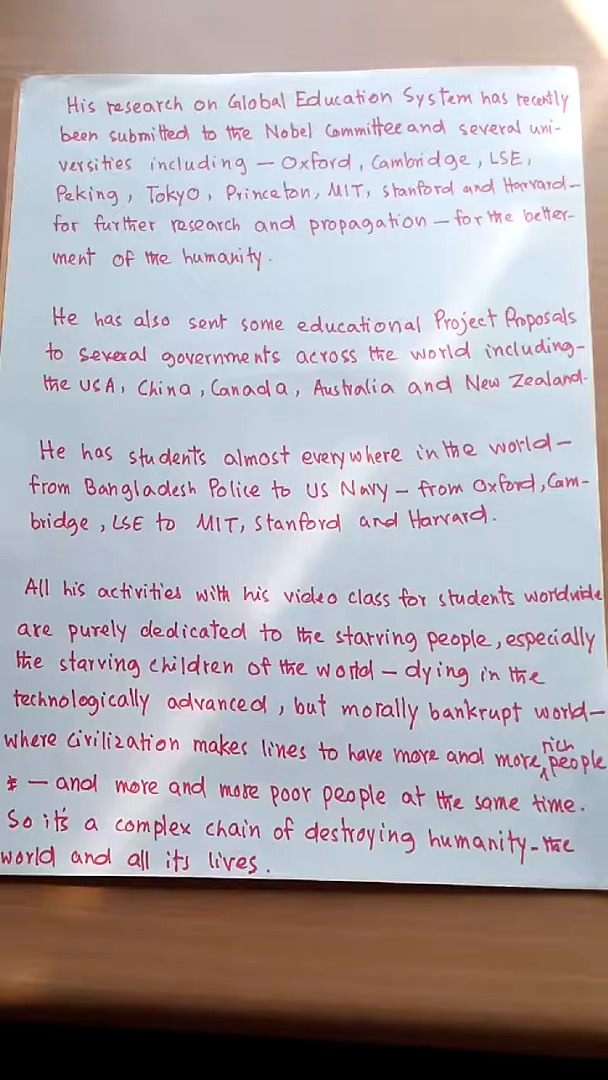 His research on Global Education System has recently
been submitted to the Nobel Committee and several uni-
versities including — Oxford, Cambridge, LSE,
Peking, Tokyo, Princeton, MIT, Stanford and Harvard —
for further research and propagation — for the better-
ment of the humanity.
He has also sent some educational Project Proposals
to several governments across the world including —
the USA, China, Canada, Australia and New Zealand.
He has students almost everywhere in the world —
from Bangladesh Police to US Navy — from Oxford, Cam-
bridge, LSE to MIT, Stanford and Harvard.
All his activities with his video class for students worldwide
are purely dedicated to the starving people, especially
the starving children of the world — dying in the
technologically advanced, but morally bankrupt world —
where civilization makes lines to have more and more rich people
— and more and more poor people at the same time.
So it's a complex chain of destroying humanity - the
world and all its lives.